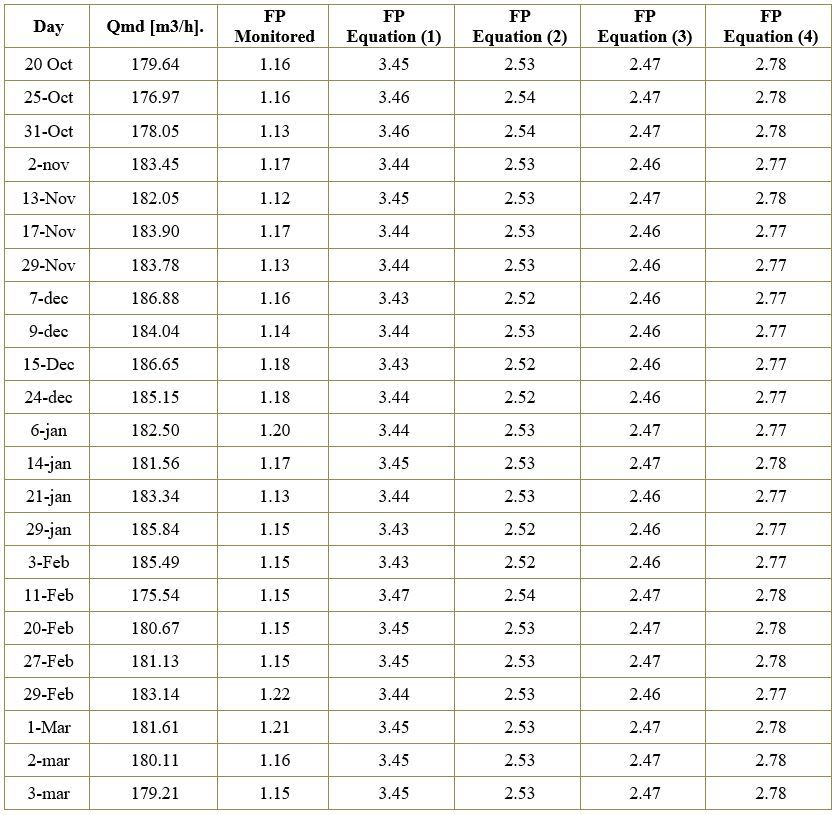 Day Qmd [m3/h]. FP Monitored FP Equation (1) FP Equation (2) FP Equation (3) FP Equation (4)
20 Oct 179.64 1.16 3.45 2.53 2.47 2.78
25-Oct 176.97 1.16 3.46 2.54 2.47 2.78
31-Oct 178.05 1.13 3.46 2.54 2.47 2.78
2-nov 183.45 1.17 3.44 2.53 2.46 2.77
13-Nov 182.05 1.12 3.45 2.53 2.47 2.78
17-Nov 183.90 1.17 3.44 2.53 2.46 2.77
29-Nov 183.78 1.13 3.44 2.53 2.46 2.77
7-dec 186.88 1.16 3.43 2.52 2.46 2.77
9-dec 184.04 1.14 3.44 2.53 2.46 2.77
15-Dec 186.65 1.18 3.43 2.52 2.46 2.77
24-dec 185.15 1.18 3.44 2.52 2.46 2.77
6-jan 182.50 1.20 3.44 2.53 2.47 2.77
14-jan 181.56 1.17 3.45 2.53 2.47 2.78
21-jan 183.34 1.13 3.44 2.53 2.46 2.77
29-jan 185.84 1.15 3.43 2.52 2.46 2.77
3-Feb 185.49 1.15 3.43 2.52 2.46 2.77
11-Feb 175.54 1.15 3.47 2.54 2.47 2.78
20-Feb 180.67 1.15 3.45 2.53 2.47 2.78
27-Feb 181.13 1.15 3.45 2.53 2.47 2.78
29-Feb 183.14 1.22 3.44 2.53 2.46 2.77
1-Mar 181.61 1.21 3.45 2.53 2.47 2.78
2-mar 180.11 1.16 3.45 2.53 2.47 2.78
3-mar 179.21 1.15 3.45 2.53 2.47 2.78